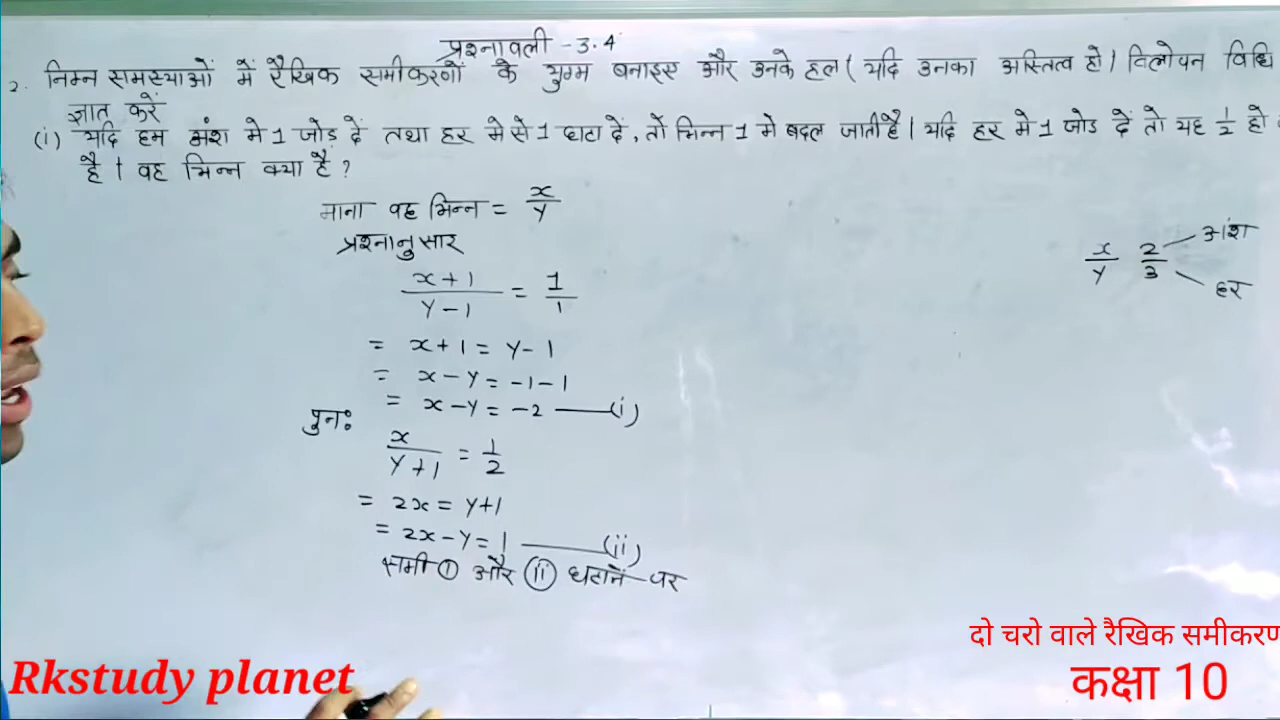 प्रश्नावली - 3.4
2. निम्न समस्याओं में रैखिक समीकरणों के युग्म बनाइए और उनके हल ( यदि उनका अस्तित्व हो ) विलोपन विधि
ज्ञात करें
(i) यदि हम अंश मे 1 जोड़ दें तथा हर मे से 1 घटा दें, तो भिन्न 1 मे बदल जाती है । यदि हर मे 1 जोड दें तो यह 1/2 हो
है । वह भिन्न क्या है ?
माना वह भिन्न = x/y
प्रश्नानुसार
x+1 / y-1 = 1/1
= x+1 = y-1
= x-y = -1-1
= x-y = -2 —(i)
पुनः
x / y+1 = 1/2
= 2x = y+1
= 2x-y = 1 —(ii)
समी (i) और (ii) घटाने पर
x/y 2/3 अंश
हर
दो चरो वाले रैखिक समीकरण
Rkstudy planet
कक्षा 10